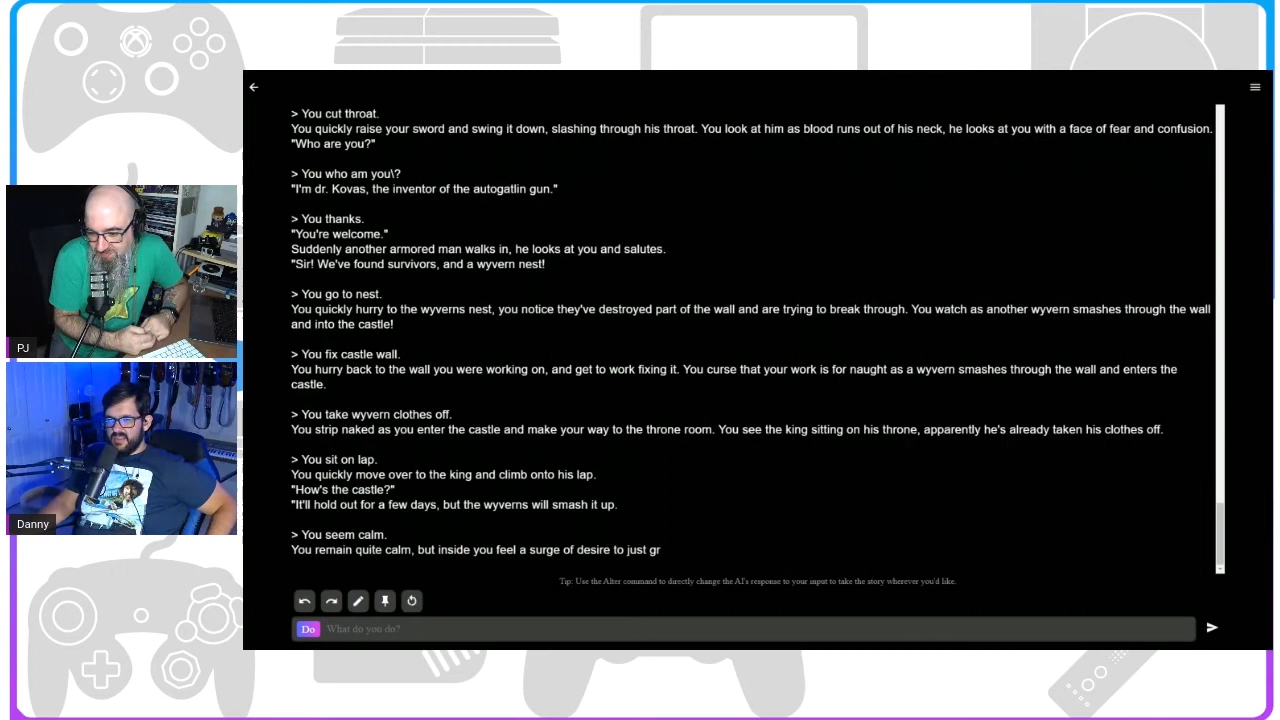 > You cut throat.
You quickly raise your sword and swing it down, slashing through his throat. You look at him as blood runs out of his neck, he looks at you with a face of fear and confusion.
"Who are you?"
> You who am you\?
"I'm dr. Kovas, the inventor of the autogatlin gun."
> You thanks.
"You're welcome."
Suddenly another armored man walks in, he looks at you and salutes.
"Sir! We've found survivors, and a wyvern nest!
> You go to nest.
You quickly hurry to the wyverns nest, you notice they've destroyed part of the wall and are trying to break through. You watch as another wyvern smashes through the wall
and into the castle!
> You fix castle wall.
You hurry back to the wall you were working on, and get to work fixing it. You curse that your work is for naught as a wyvern smashes through the wall and enters the
castle.
> You take wyvern clothes off.
You strip naked as you enter the castle and make your way to the throne room. You see the king sitting on his throne, apparently he's already taken his clothes off.
> You sit on lap.
You quickly move over to the king and climb onto his lap.
"How's the castle?"
"It'll hold out for a few days, but the wyverns will smash it up.
> You seem calm.
You remain quite calm, but inside you feel a surge of desire to just gr
Tip: Use the Alter command to directly change the AI's response to your input to take the story wherever you'd like.
Do What do you do?
PJ
Danny